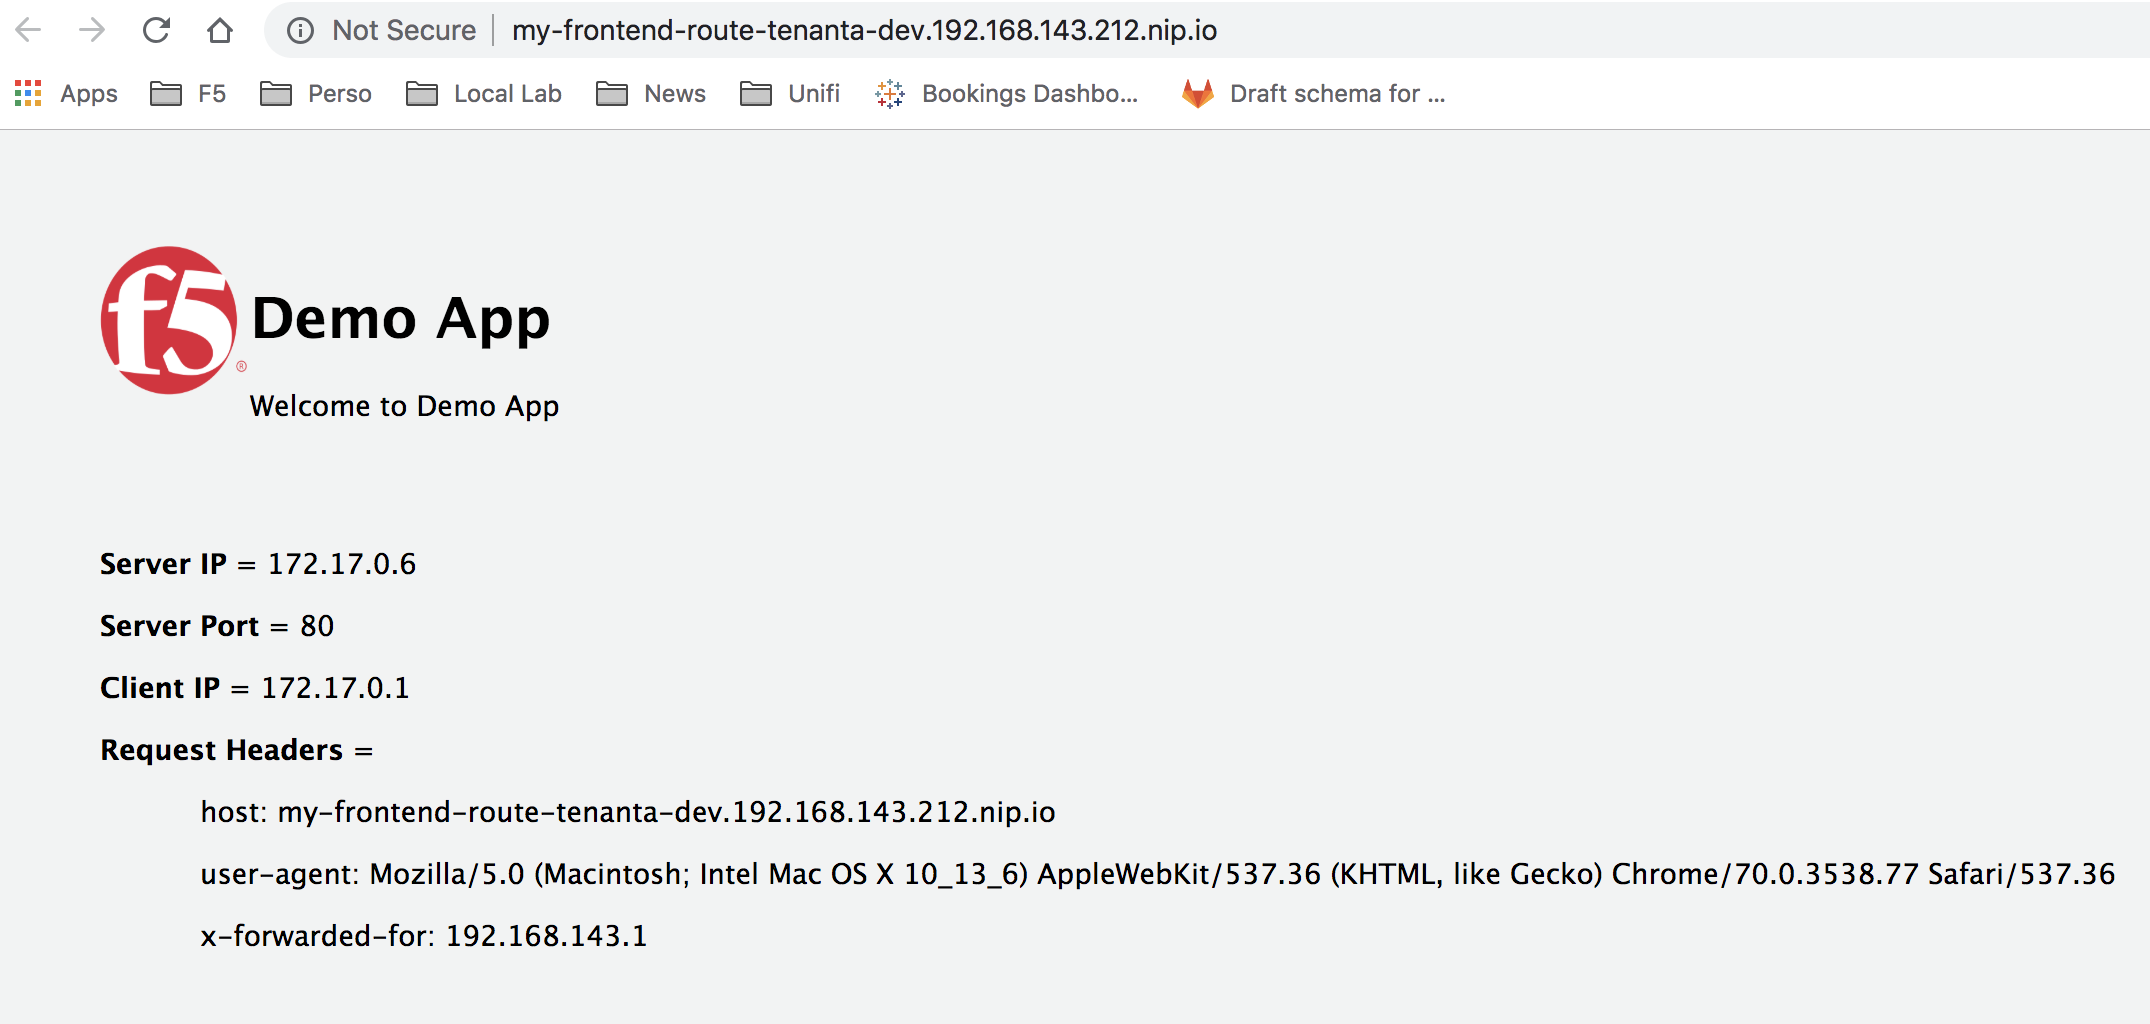 Not Secure my-frontend-route-tenanta-dev.192.168.143.212.nip.io
Apps F5 Perso Local Lab News Unifi Bookings Dashbo... Draft schema for ...
f5 ®
Demo App
Welcome to Demo App
Server IP = 172.17.0.6
Server Port = 80
Client IP = 172.17.0.1
Request Headers =
host: my-frontend-route-tenanta-dev.192.168.143.212.nip.io
user-agent: Mozilla/5.0 (Macintosh; Intel Mac OS X 10_13_6) AppleWebKit/537.36 (KHTML, like Gecko) Chrome/70.0.3538.77 Safari/537.36
x-forwarded-for: 192.168.143.1